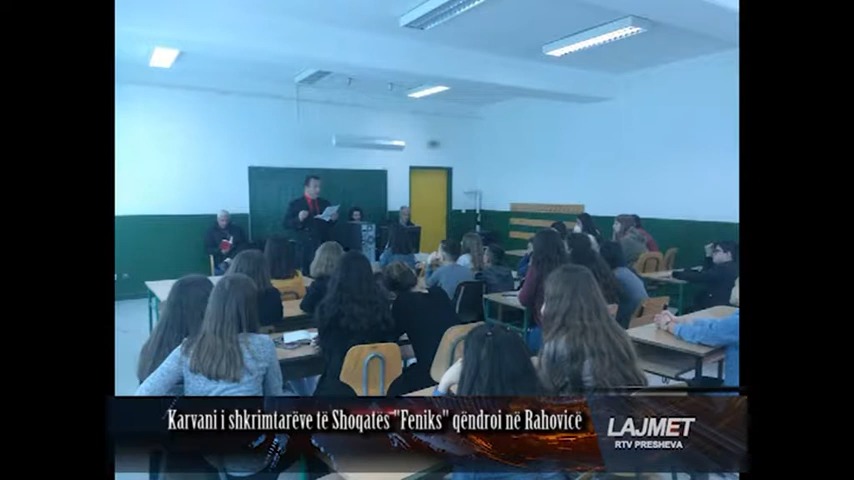 Karvani i shkrimtarëve të Shoqatës "Feniks" qëndroi në Rahovicë
LAJMET
RTV PRESHEVA